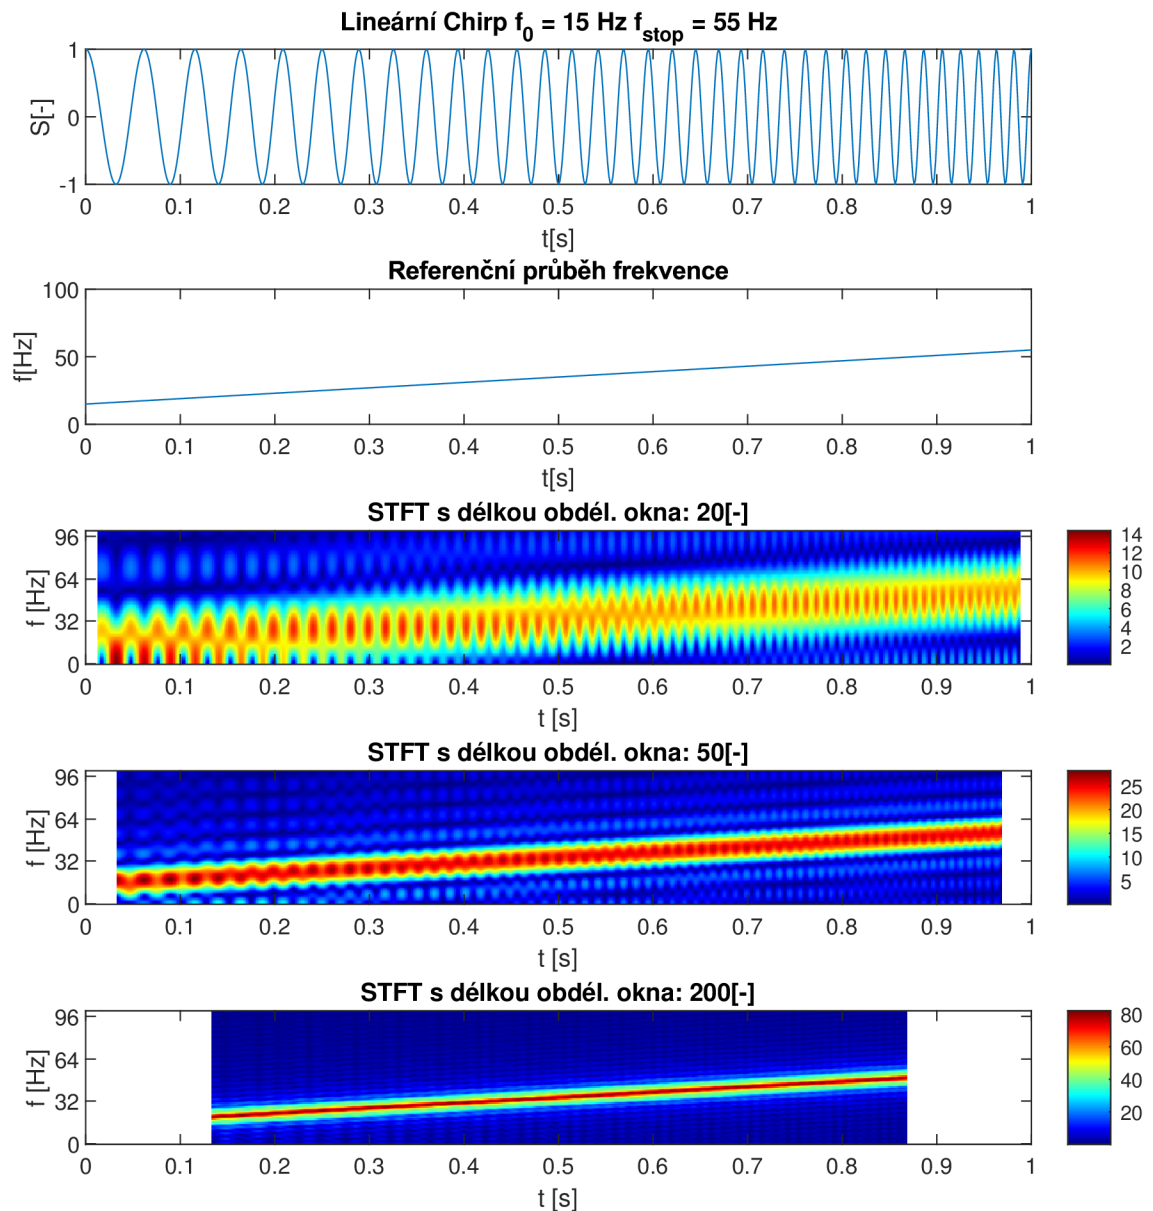 Lineární Chirp f0 = 15 Hz fstop = 55 Hz
1
0
-1
S[-]
0 0.1 0.2 0.3 0.4 0.5 0.6 0.7 0.8 0.9 1
t[s]
Referenční průběh frekvence
100
50
0
f[Hz]
0 0.1 0.2 0.3 0.4 0.5 0.6 0.7 0.8 0.9 1
t[s]
STFT s délkou obdél. okna: 20[-]
96
64
32
0
f [Hz]
0 0.1 0.2 0.3 0.4 0.5 0.6 0.7 0.8 0.9 1
t [s]
14
12
10
8
6
4
2
STFT s délkou obdél. okna: 50[-]
96
64
32
0
f [Hz]
0 0.1 0.2 0.3 0.4 0.5 0.6 0.7 0.8 0.9 1
t [s]
25
20
15
10
5
STFT s délkou obdél. okna: 200[-]
96
64
32
0
f [Hz]
0 0.1 0.2 0.3 0.4 0.5 0.6 0.7 0.8 0.9 1
t [s]
80
60
40
20